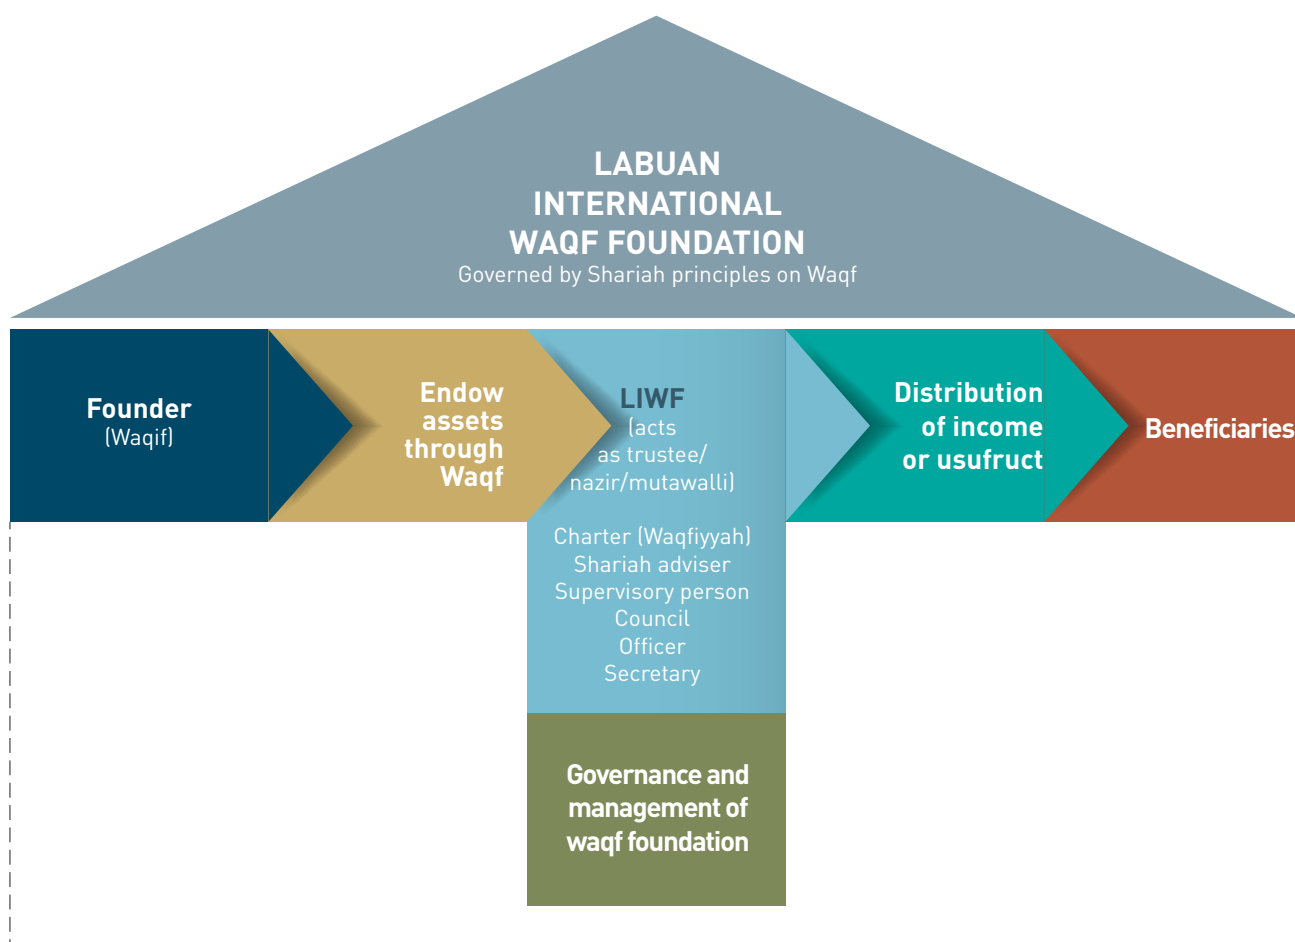 LABUAN
INTERNATIONAL
WAQF FOUNDATION
Governed by Shariah principles on Waqf
Founder
(Waqif)
Endow
assets
through
Waqf
LIWF
(acts
as trustee/
nazir/mutawalli)
Charter (Waqfiyyah)
Shariah adviser
Supervisory person
Council
Officer
Secretary
Distribution
of income
or usufruct
Beneficiaries
Governance and
management of
waqf foundation